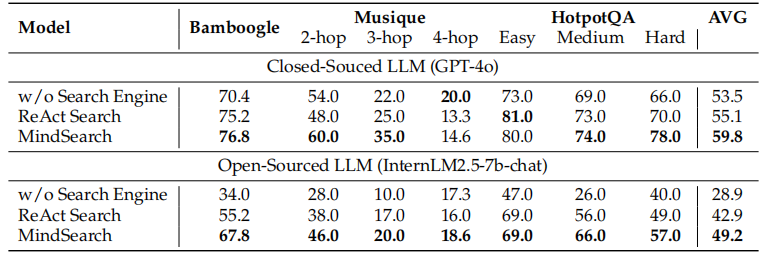 Model Bamboogle Musique HotpotQA AVG
2-hop 3-hop 4-hop Easy Medium Hard
Closed-Souced LLM (GPT-4o)
w/o Search Engine 70.4 54.0 22.0 20.0 73.0 69.0 66.0 53.5
ReAct Search 75.2 48.0 25.0 13.3 81.0 73.0 70.0 55.1
MindSearch 76.8 60.0 35.0 14.6 80.0 74.0 78.0 59.8
Open-Sourced LLM (InternLM2.5-7b-chat)
w/o Search Engine 34.0 28.0 10.0 17.3 47.0 26.0 40.0 28.9
ReAct Search 55.2 38.0 17.0 16.0 69.0 56.0 49.0 42.9
MindSearch 67.8 46.0 20.0 18.6 69.0 66.0 57.0 49.2